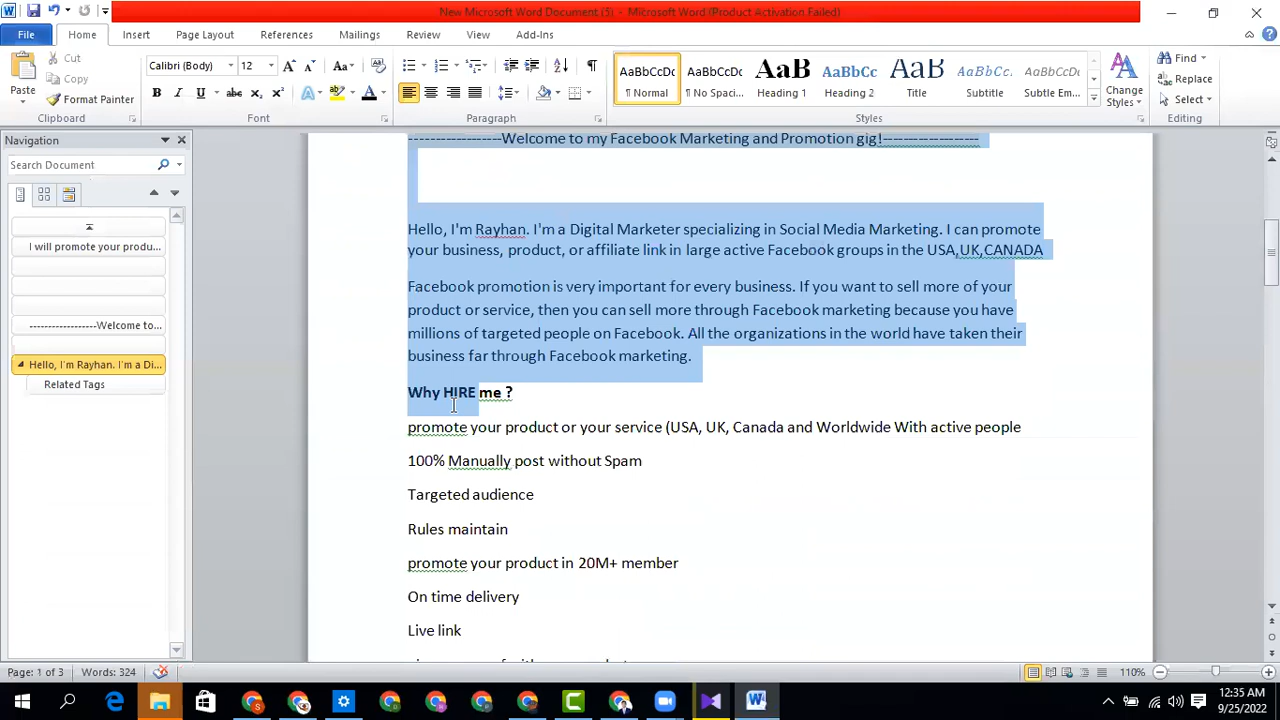 New Microsoft Word Document (5) - Microsoft Word (Product Activation Failed)
File Home Insert Page Layout References Mailings Review View Add-Ins
Paste
Cut
Copy
Format Painter
Clipboard
Calibri (Body) 12
Font
Paragraph
AaBbCcDc AaBbCcDc AaB AaBbCc AaB AaBbCc. AaBbCcDc
¶ Normal ¶ No Spaci... Heading 1 Heading 2 Title Subtitle Subtle Em...
Styles
Change Styles
Find
Replace
Select
Editing
Navigation
Search Document
I will promote your produ...
-----------------Welcome to...
Hello, I'm Rayhan. I'm a Di...
Related Tags
------------------Welcome to my Facebook Marketing and Promotion gig!-------------------
Hello, I'm Rayhan. I'm a Digital Marketer specializing in Social Media Marketing. I can promote
your business, product, or affiliate link in large active Facebook groups in the USA,UK,CANADA
Facebook promotion is very important for every business. If you want to sell more of your
product or service, then you can sell more through Facebook marketing because you have
millions of targeted people on Facebook. All the organizations in the world have taken their
business far through Facebook marketing.
Why HIRE me ?
promote your product or your service (USA, UK, Canada and Worldwide With active people
100% Manually post without Spam
Targeted audience
Rules maintain
promote your product in 20M+ member
On time delivery
Live link
Page: 1 of 3 Words: 324 110%
12:35 AM
9/25/2022